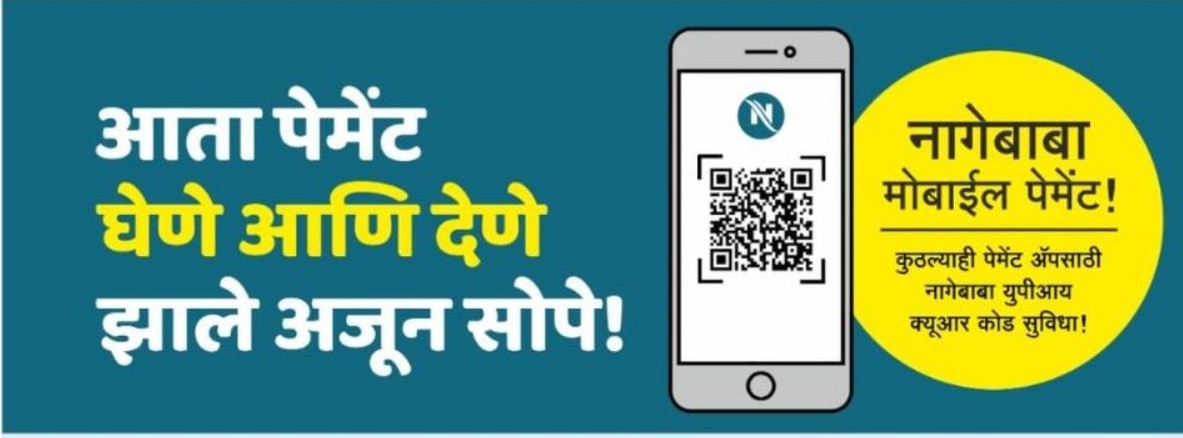 आता पेमेंट
घेणे आणि देणे
झाले अजून सोपे!
N
नागेबाबा
मोबाईल पेमेंट!
कुठल्याही पेमेंट ॲपसाठी
नागेबाबा युपीआय
क्यूआर कोड सुविधा!